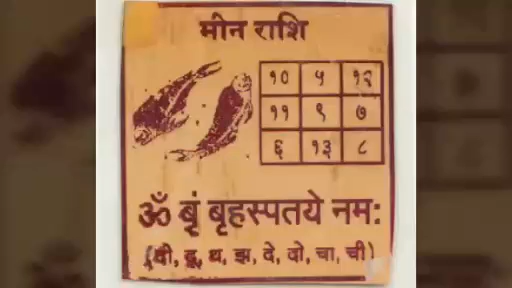 मीन राशि
१० ५ १२
११ ९ ७
६ १३ ८
ॐ बृं बृहस्पतये नम:
(दी, दू, थ, झ, दे, दो, चा, ची)